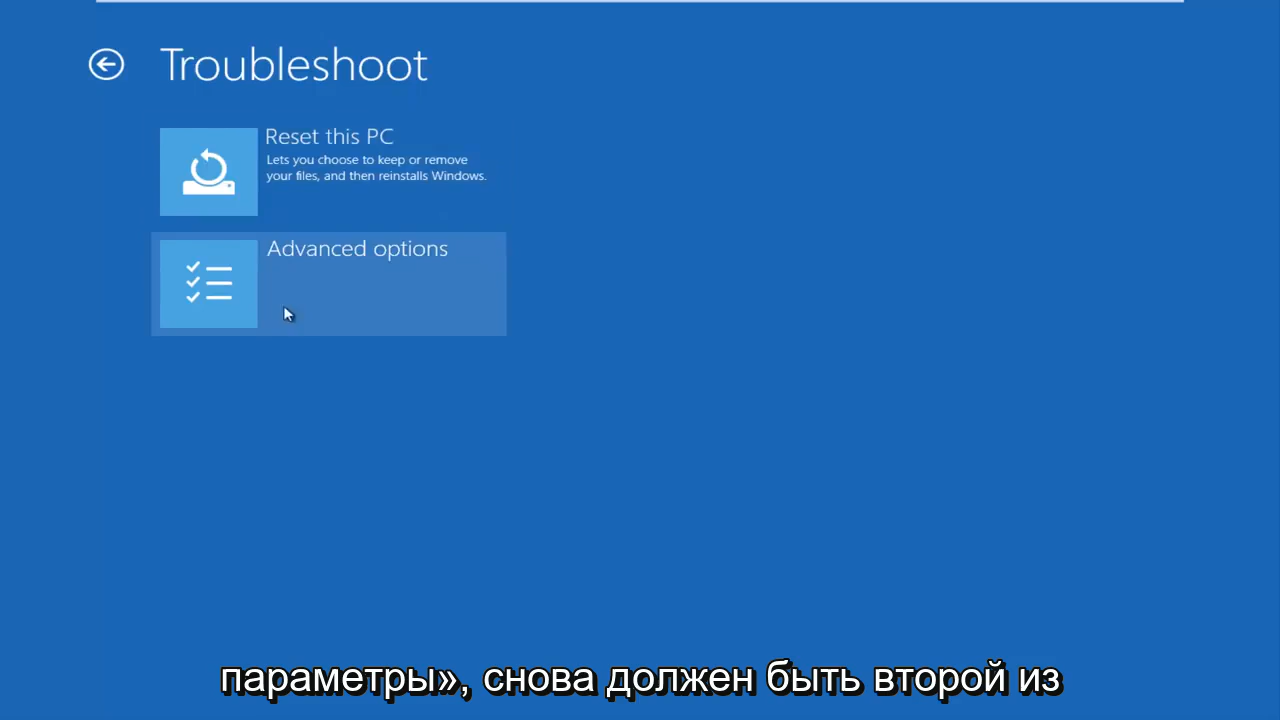 Troubleshoot
Reset this PC
Lets you choose to keep or remove
your files, and then reinstalls Windows.
Advanced options
параметры», снова должен быть второй из